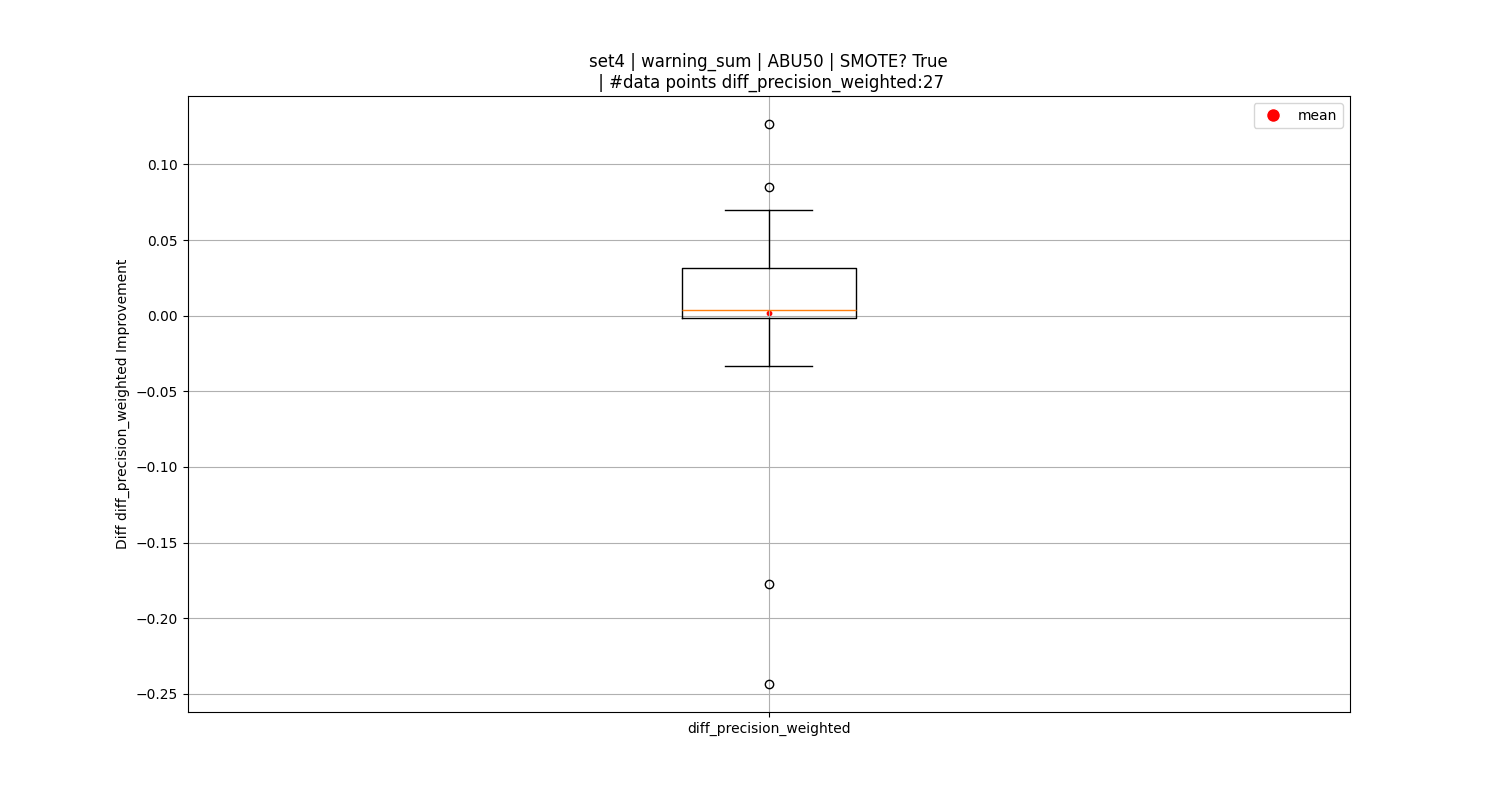 set4 | warning_sum | ABU50 | SMOTE? True
| #data points diff_precision_weighted:27
mean
0.10
0.05
0.00
−0.05
−0.10
−0.15
−0.20
−0.25
Diff diff_precision_weighted Improvement
diff_precision_weighted